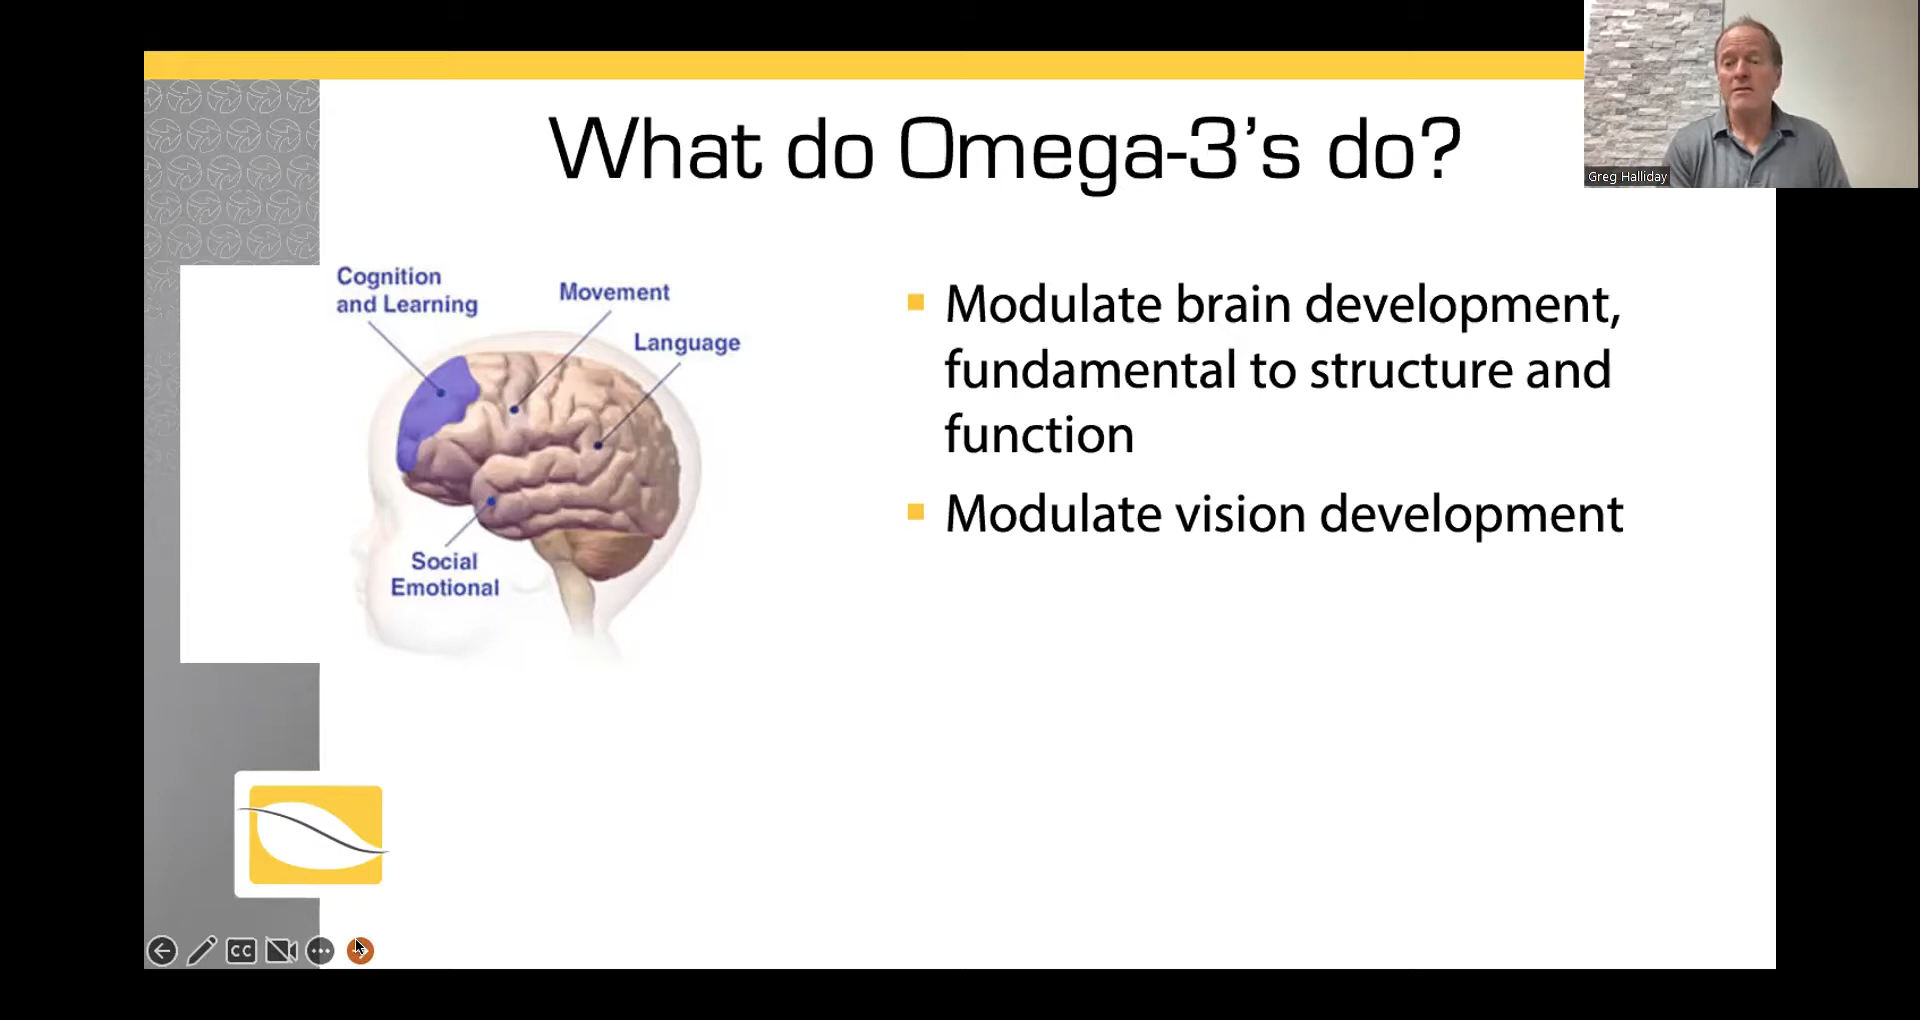 What do Omega-3’s do?
Greg Halliday
Cognition
and Learning
Movement
Language
Social
Emotional
Modulate brain development,
fundamental to structure and
function
Modulate vision development
CC